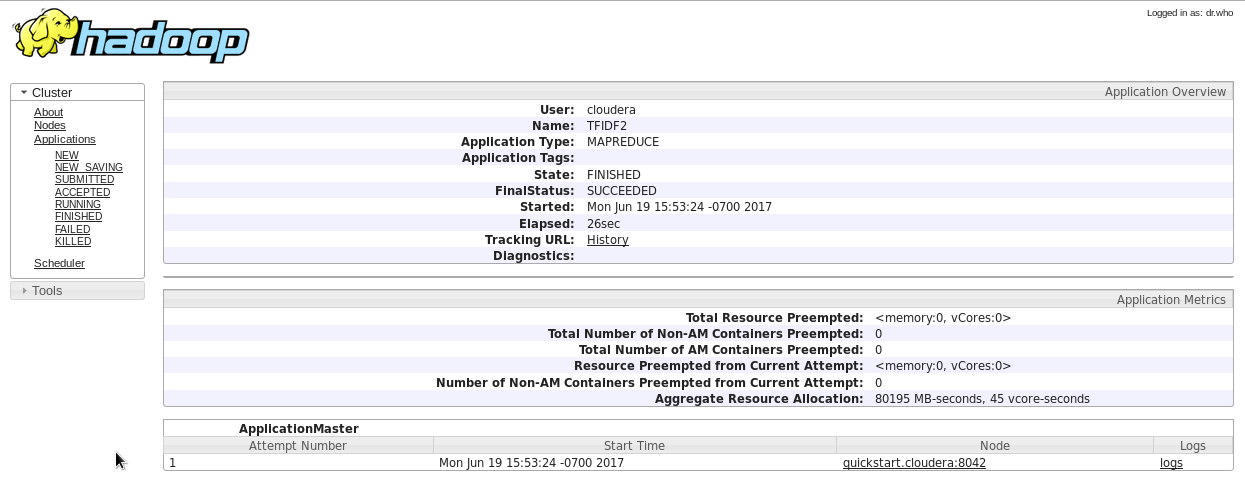 Logged in as: dr.who
hadoop
Cluster
About
Nodes
Applications
NEW
NEW_SAVING
SUBMITTED
ACCEPTED
RUNNING
FINISHED
FAILED
KILLED
Scheduler
Tools
Application Overview
User: cloudera
Name: TFIDF2
Application Type: MAPREDUCE
Application Tags:
State: FINISHED
FinalStatus: SUCCEEDED
Started: Mon Jun 19 15:53:24 -0700 2017
Elapsed: 26sec
Tracking URL: History
Diagnostics:
Application Metrics
Total Resource Preempted: <memory:0, vCores:0>
Total Number of Non-AM Containers Preempted: 0
Total Number of AM Containers Preempted: 0
Resource Preempted from Current Attempt: <memory:0, vCores:0>
Number of Non-AM Containers Preempted from Current Attempt: 0
Aggregate Resource Allocation: 80195 MB-seconds, 45 vcore-seconds
ApplicationMaster
Attempt Number Start Time Node Logs
1 Mon Jun 19 15:53:24 -0700 2017 quickstart.cloudera:8042 logs